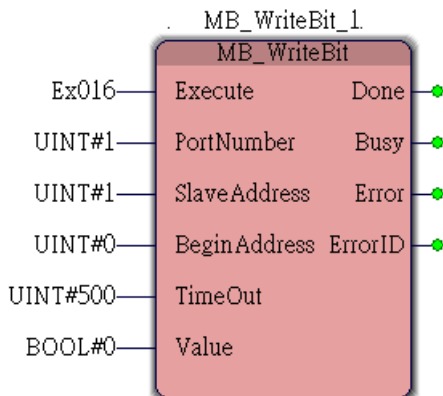 MB_WriteBit_1
MB_WriteBit
Ex016 Execute Done
UINT#1 PortNumber Busy
UINT#1 SlaveAddress Error
UINT#0 BeginAddress ErrorID
UINT#500 TimeOut
BOOL#0 Value